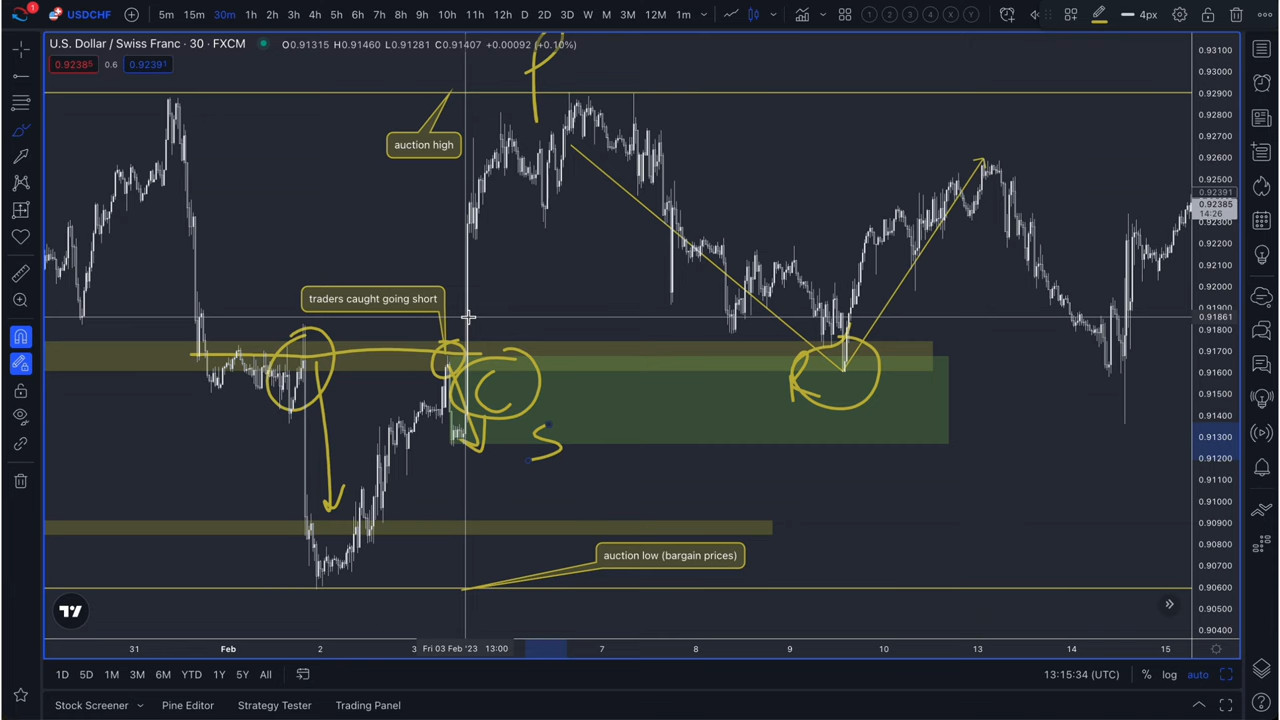 1
USDCHF 5m 15m 30m 1h 2h 3h 4h 5h 6h 7h 8h 9h 10h 11h 12h D 2D 3D W M 3M 12M 1m 1 2 3 4 X Y 4px
U.S. Dollar / Swiss Franc · 30 · FXCM O0.91315 H0.91460 L0.91281 C0.91407 +0.00092 (+0.10%)
0.92385 0.6 0.92391
auction high
traders caught going short
auction low (bargain prices)
P
C
S
R
0.93100
0.93000
0.92900
0.92800
0.92700
0.92600
0.92500
0.92391
0.92385
14:26
0.92300
0.92200
0.92100
0.92000
0.91900
0.91861
0.91800
0.91700
0.91600
0.91500
0.91400
0.91300
0.91200
0.91100
0.91000
0.90900
0.90800
0.90700
0.90600
0.90500
0.90400
31 Feb 2 3 Fri 03 Feb '23 13:00 7 8 9 10 13 14 15
1D 5D 1M 3M 6M YTD 1Y 5Y All 13:15:34 (UTC) % log auto
Stock Screener Pine Editor Strategy Tester Trading Panel